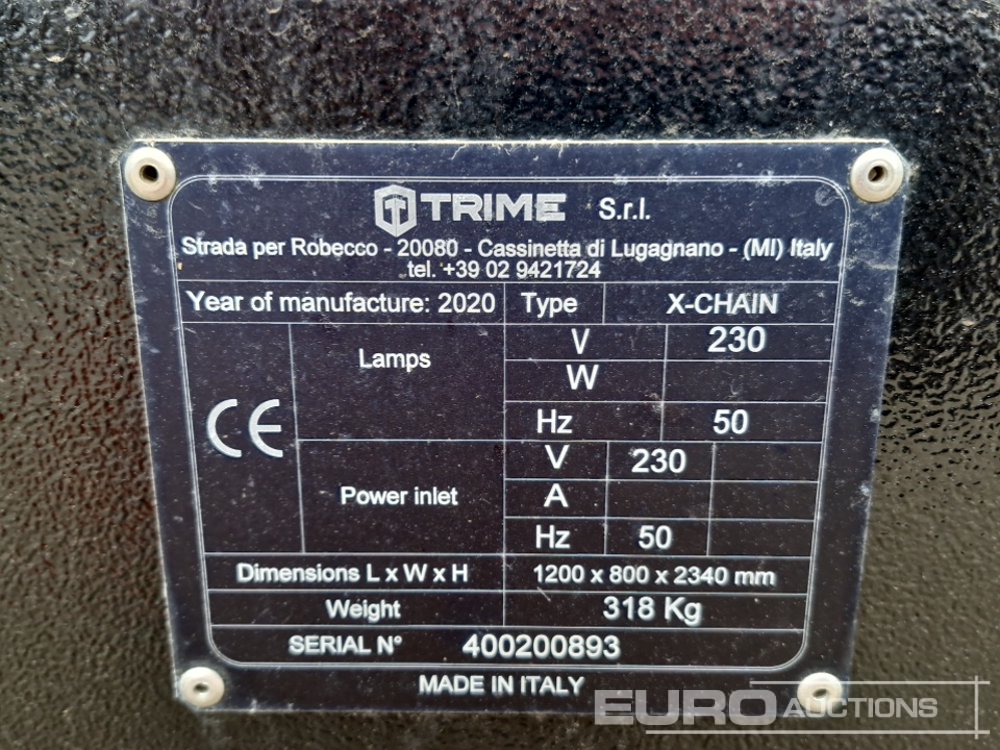 TRIME S.r.l.
Strada per Robecco - 20080 - Cassinetta di Lugagnano - (MI) Italy
tel. +39 02 9421724
Year of manufacture: 2020 Type X-CHAIN
Lamps V 230
W
Hz 50
CE
Power inlet V 230
A
Hz 50
Dimensions L x W x H 1200 x 800 x 2340 mm
Weight 318 Kg
SERIAL N° 400200893
MADE IN ITALY
EURO AUCTIONS